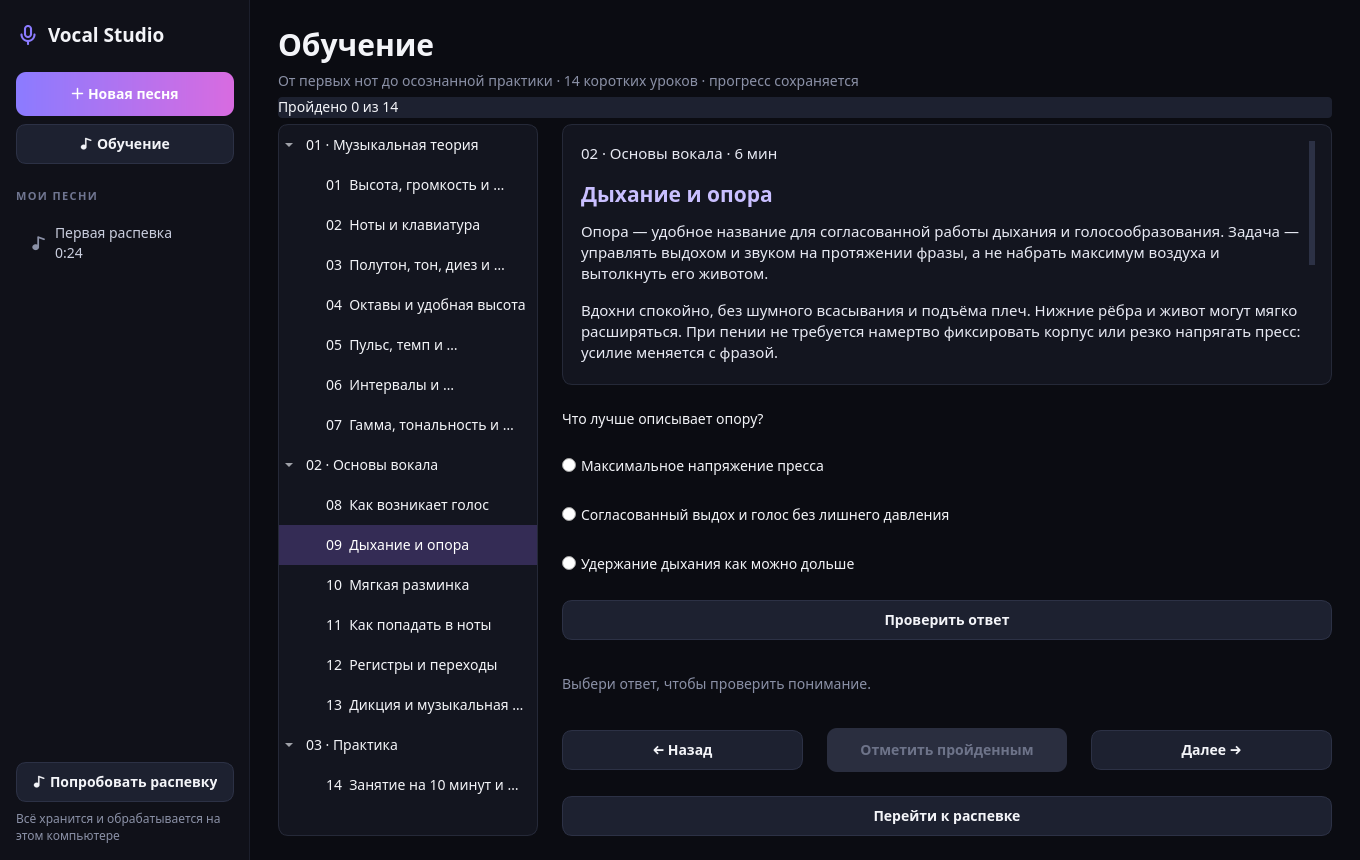 Vocal Studio
+ Новая песня
Обучение
МОИ ПЕСНИ
Первая распевка
0:24
Попробовать распевку
Всё хранится и обрабатывается на
этом компьютере
Обучение
От первых нот до осознанной практики · 14 коротких уроков · прогресс сохраняется
Пройдено 0 из 14
01 · Музыкальная теория
01 Высота, громкость и ...
02 Ноты и клавиатура
03 Полутон, тон, диез и ...
04 Октавы и удобная высота
05 Пульс, темп и ...
06 Интервалы и ...
07 Гамма, тональность и ...
02 · Основы вокала
08 Как возникает голос
09 Дыхание и опора
10 Мягкая разминка
11 Как попадать в ноты
12 Регистры и переходы
13 Дикция и музыкальная ...
03 · Практика
14 Занятие на 10 минут и ...
02 · Основы вокала · 6 мин
Дыхание и опора
Опора — удобное название для согласованной работы дыхания и голосообразования. Задача —
управлять выдохом и звуком на протяжении фразы, а не набрать максимум воздуха и
вытолкнуть его животом.
Вдохни спокойно, без шумного всасывания и подъёма плеч. Нижние рёбра и живот могут мягко
расширяться. При пении не требуется намертво фиксировать корпус или резко напрягать пресс:
усилие меняется с фразой.
Что лучше описывает опору?
Максимальное напряжение пресса
Согласованный выдох и голос без лишнего давления
Удержание дыхания как можно дольше
Проверить ответ
Выбери ответ, чтобы проверить понимание.
← Назад
Отметить пройденным
Далее →
Перейти к распевке